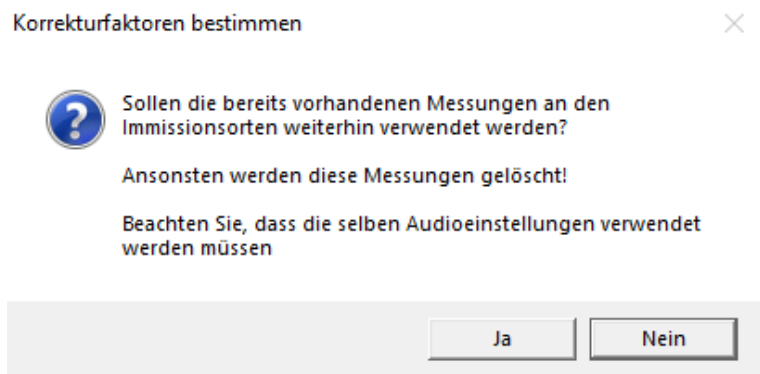 Korrekturfaktoren bestimmen
Sollen die bereits vorhandenen Messungen an den
Immissionsorten weiterhin verwendet werden?
Ansonsten werden diese Messungen gelöscht!
Beachten Sie, dass die selben Audioeinstellungen verwendet
werden müssen
Ja
Nein